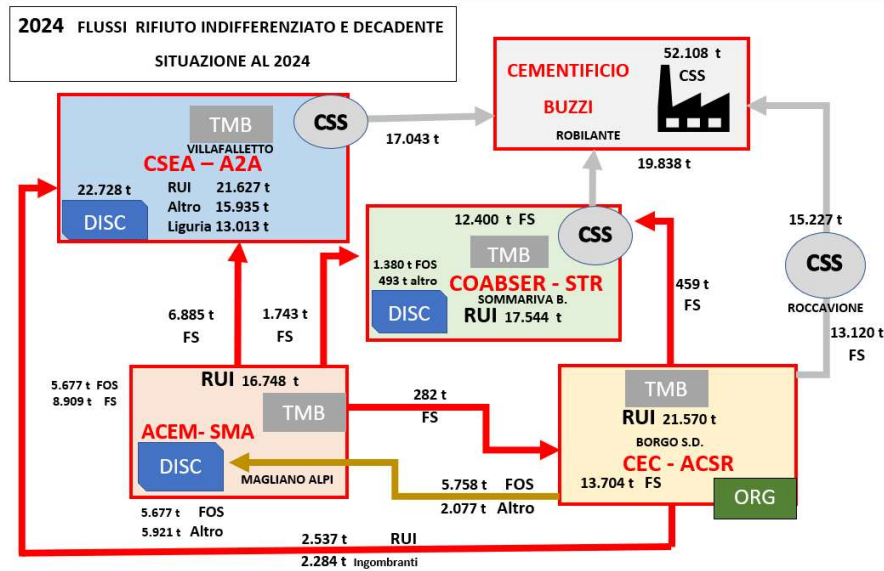 2024 FLUSSI RIFIUTO INDIFFERENZIATO E DECADENTE
SITUAZIONE AL 2024
52.108 t
CSS
CEMENTIFICIO
BUZZI
ROBILANTE
TMB
VILLAFALLETTO
CSS
17.043 t
CSEA – A2A
22.728 t
RUI 21.627 t
Altro 15.935 t
Liguria 13.013 t
DISC
19.838 t
12.400 t FS
CSS
TMB
1.380 t FOS
493 t altro
COABSER - STR
SOMMARIVA B.
RUI 17.544 t
DISC
15.227 t
CSS
ROCCAVIONE
459 t
FS
13.120 t
FS
6.885 t
FS
1.743 t
FS
5.677 t FOS
8.909 t FS
RUI 16.748 t
TMB
ACEM- SMA
DISC
MAGLIANO ALPI
282 t
FS
TMB
RUI 21.570 t
BORGO S.D.
CEC - ACSR
13.704 t FS
ORG
5.758 t FOS
2.077 t Altro
5.677 t FOS
5.921 t Altro
2.537 t RUI
2.284 t Ingombranti